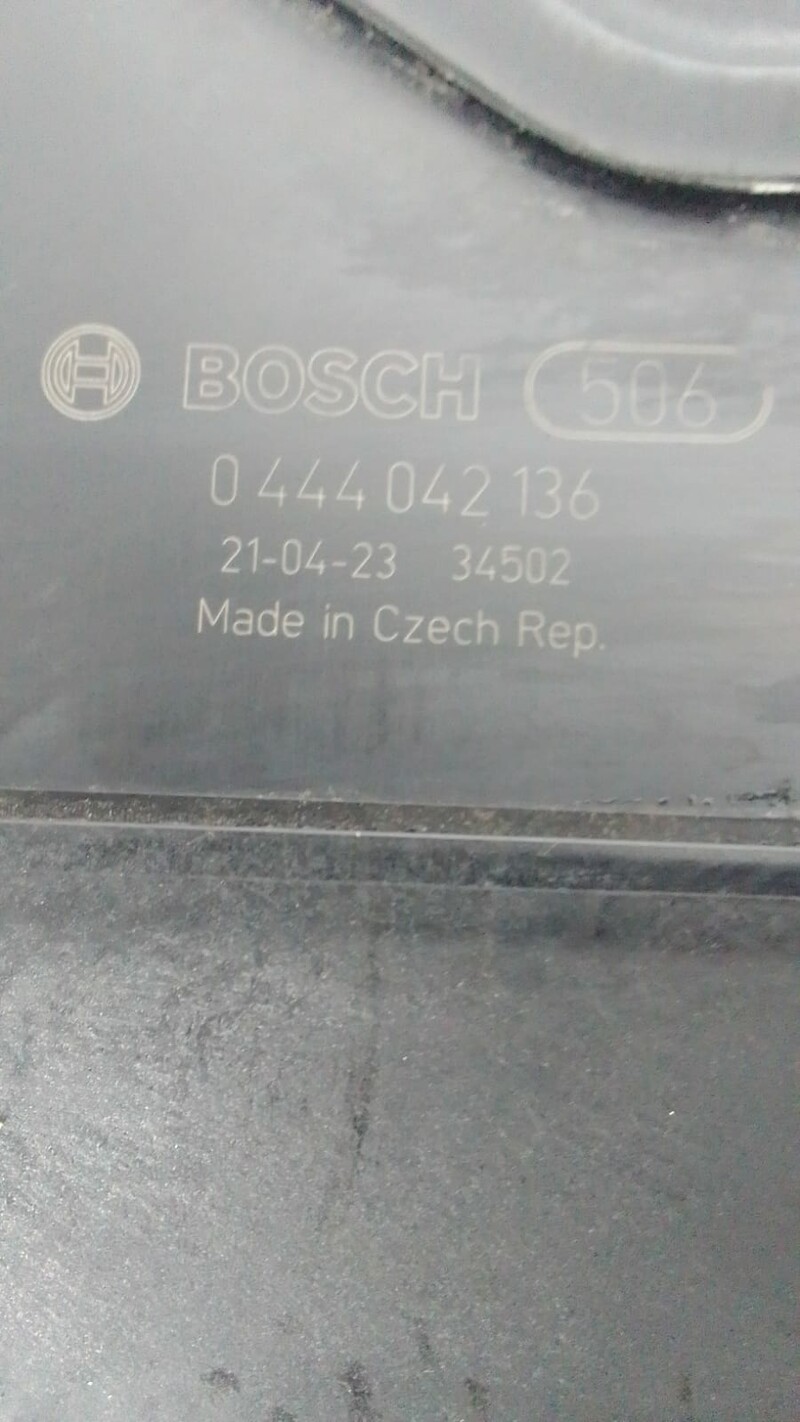 BOSCH 506
0 444 042 136
21-04-23 34502
Made in Czech Rep.